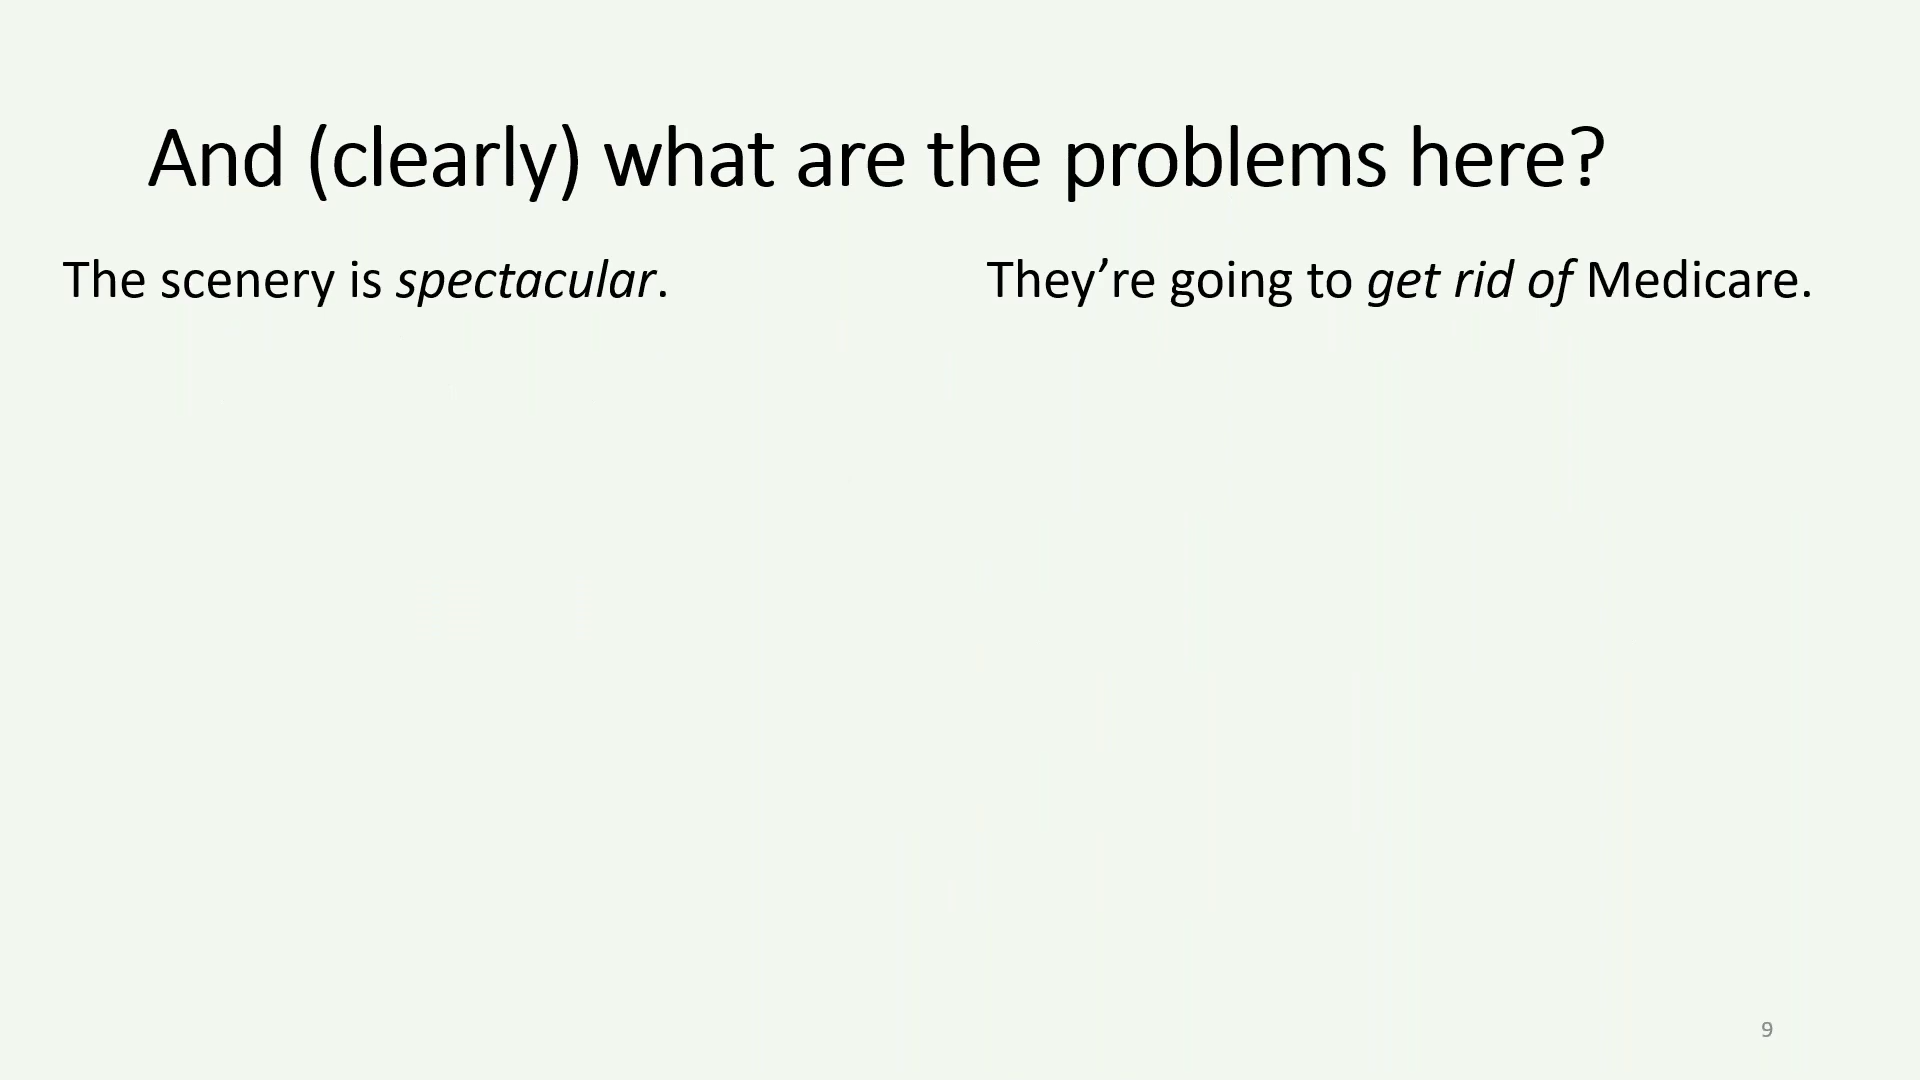 And (clearly) what are the problems here?
The scenery is spectacular.
They’re going to get rid of Medicare.
9